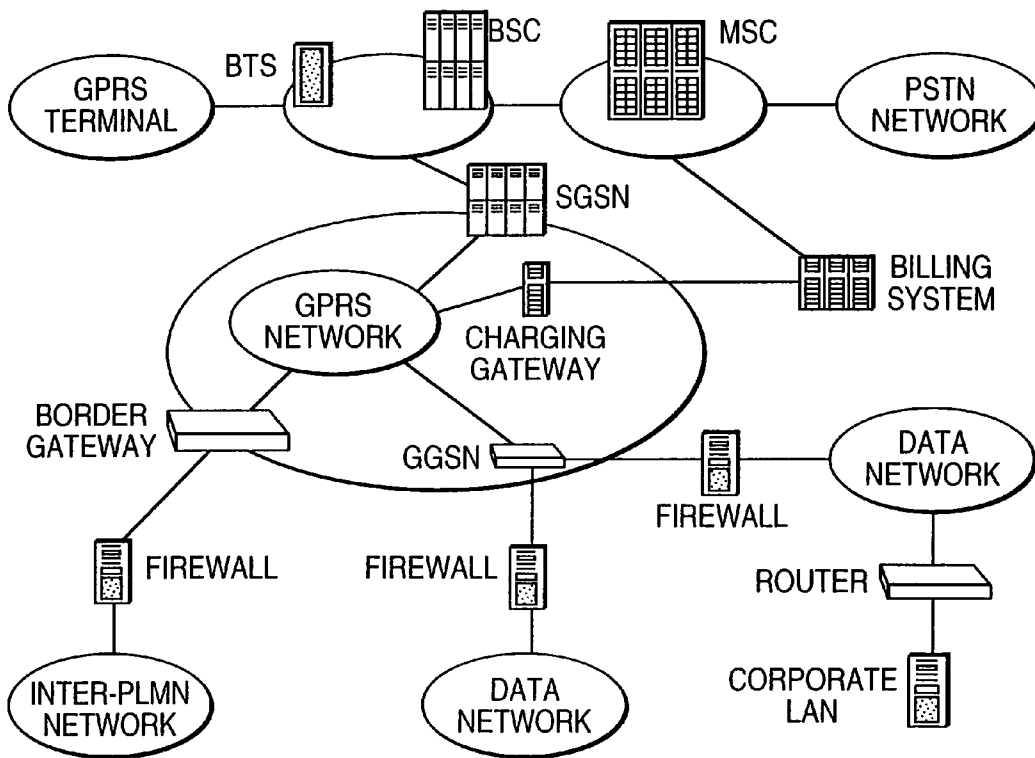 BSC
MSC
BTS
GPRS
TERMINAL
PSTN
NETWORK
SGSN
BILLING
SYSTEM
GPRS
NETWORK
CHARGING
GATEWAY
BORDER
GATEWAY
GGSN
DATA
NETWORK
FIREWALL
FIREWALL
FIREWALL
ROUTER
INTER-PLMN
NETWORK
DATA
NETWORK
CORPORATE
LAN